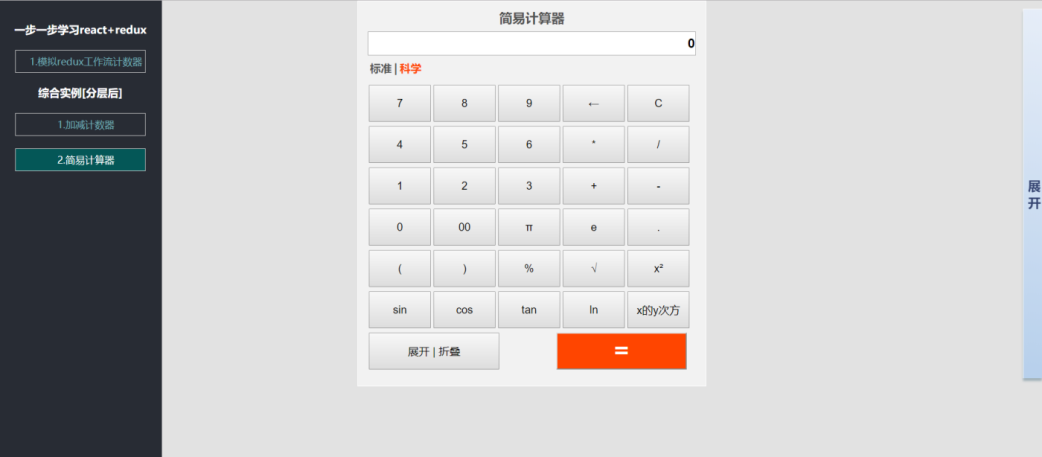 一步一步学习react+redux
1.模拟redux工作流计数器
综合实例[分层后]
1.加减计数器
2.简易计算器
简易计算器
0
标准 | 科学
7 8 9 ← C
4 5 6 * /
1 2 3 + -
0 00 π e .
( ) % √ x²
sin cos tan ln x的y次方
展开 | 折叠 =
展
开